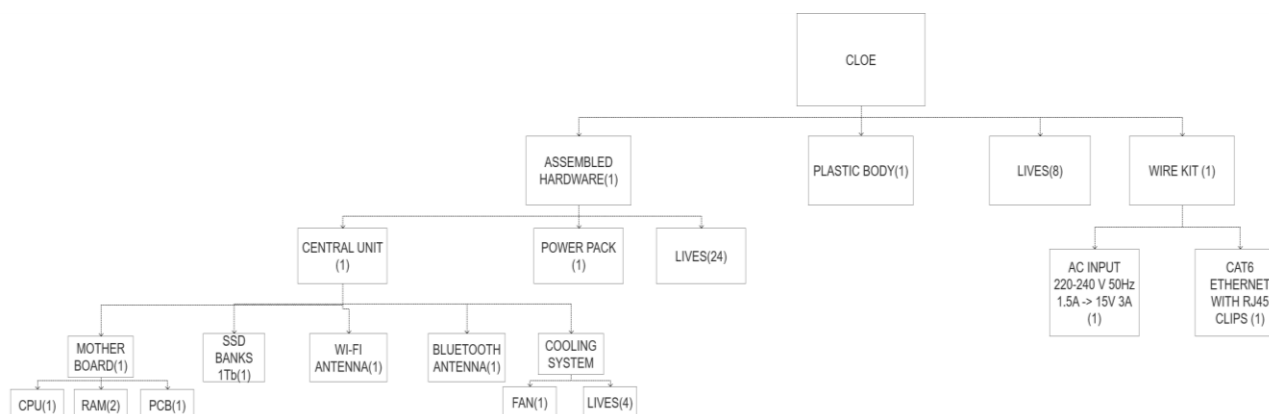 CLOE
ASSEMBLED
HARDWARE(1)
PLASTIC BODY(1)
LIVES(8)
WIRE KIT (1)
CENTRAL UNIT
(1)
POWER PACK
(1)
LIVES(24)
AC INPUT
220-240 V 50Hz
1.5A -> 15V 3A
(1)
CAT6
ETHERNET
WITH RJ45
CLIPS (1)
MOTHER
BOARD(1)
SSD
BANKS
1Tb(1)
WI-FI
ANTENNA(1)
BLUETOOTH
ANTENNA(1)
COOLING
SYSTEM
CPU(1)
RAM(2)
PCB(1)
FAN(1)
LIVES(4)